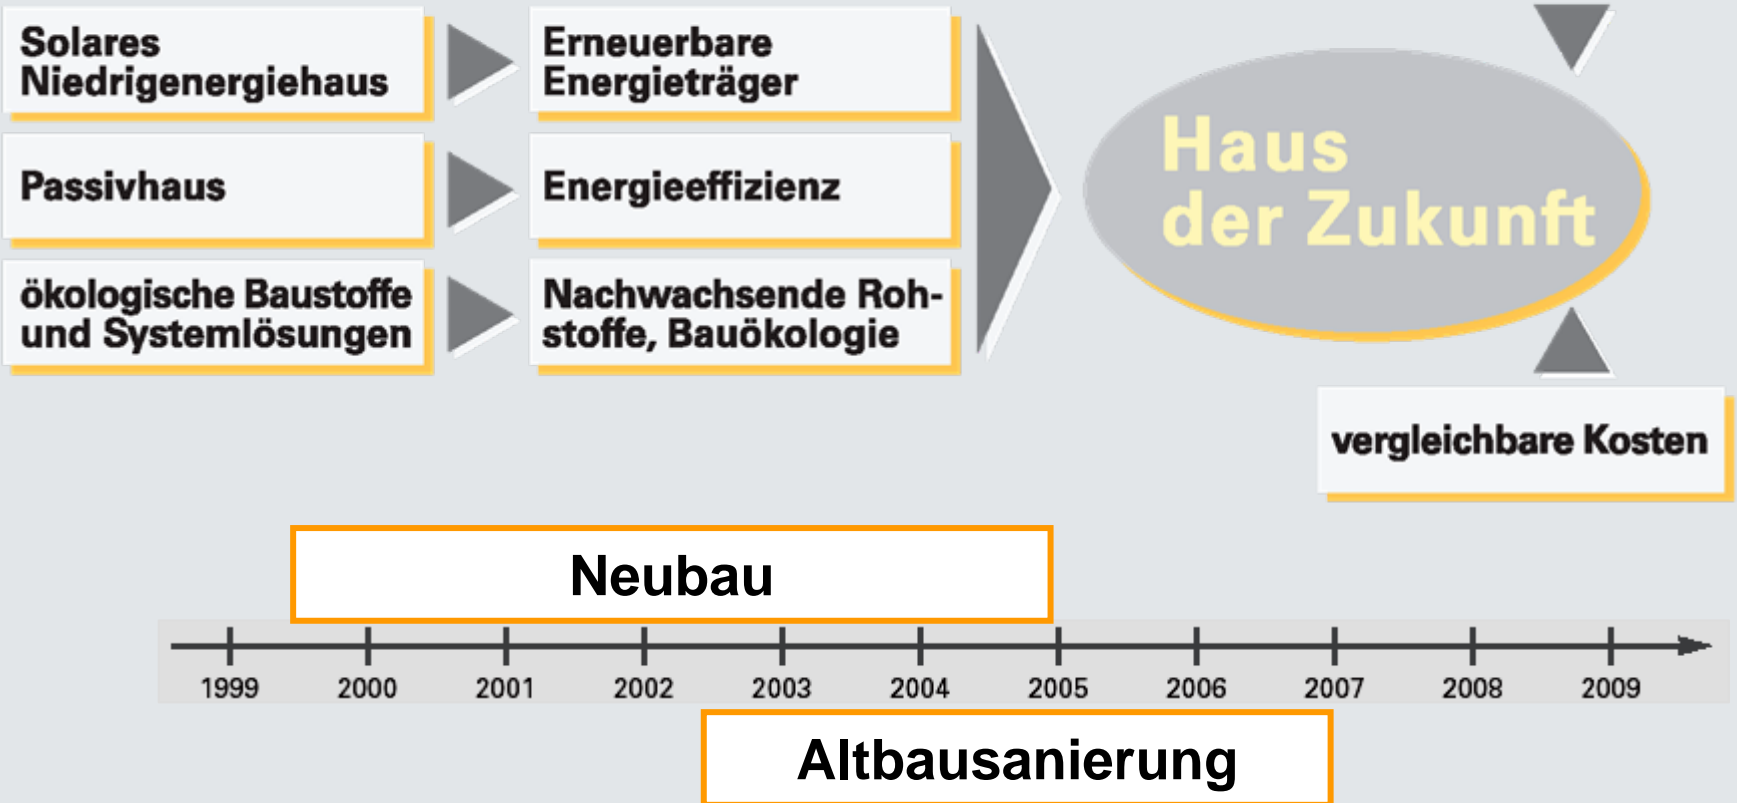 Solares
Niedrigenergiehaus
Erneuerbare
Energieträger
Passivhaus
Energieeffizienz
ökologische Baustoffe
und Systemlösungen
Nachwachsende Roh-
stoffe, Bauökologie
Haus
der Zukunft
vergleichbare Kosten
Neubau
1999 2000 2001 2002 2003 2004 2005 2006 2007 2008 2009
Altbausanierung